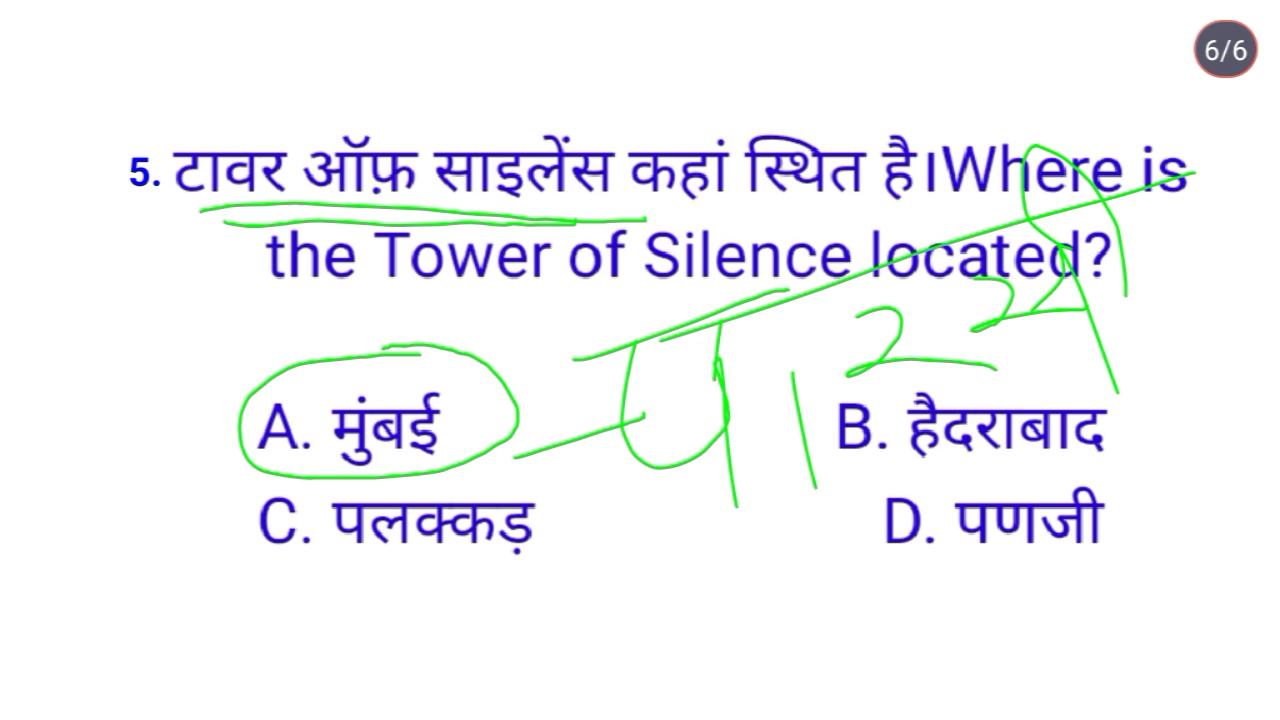 6/6
5. टावर ऑफ़ साइलेंस कहां स्थित है।Where is
the Tower of Silence located?
A. मुंबई B. हैदराबाद
C. पलक्कड़ D. पणजी